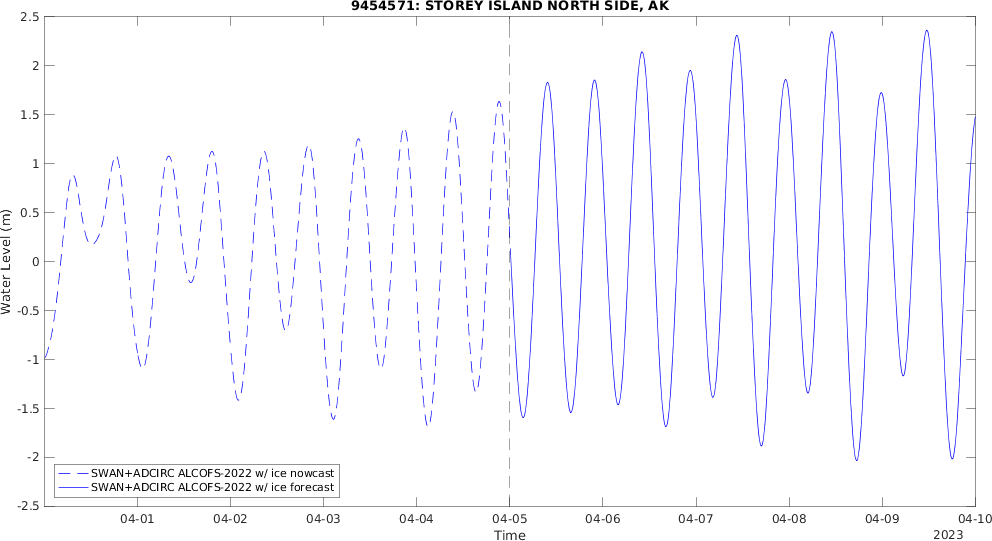 9454571: STOREY ISLAND NORTH SIDE, AK
2.5
2
1.5
1
0.5
0
-0.5
-1
-1.5
-2
-2.5
Water Level (m)
SWAN+ADCIRC ALCOFS-2022 w/ ice nowcast
SWAN+ADCIRC ALCOFS-2022 w/ ice forecast
04-01 04-02 04-03 04-04 04-05 04-06 04-07 04-08 04-09 04-10
Time
2023